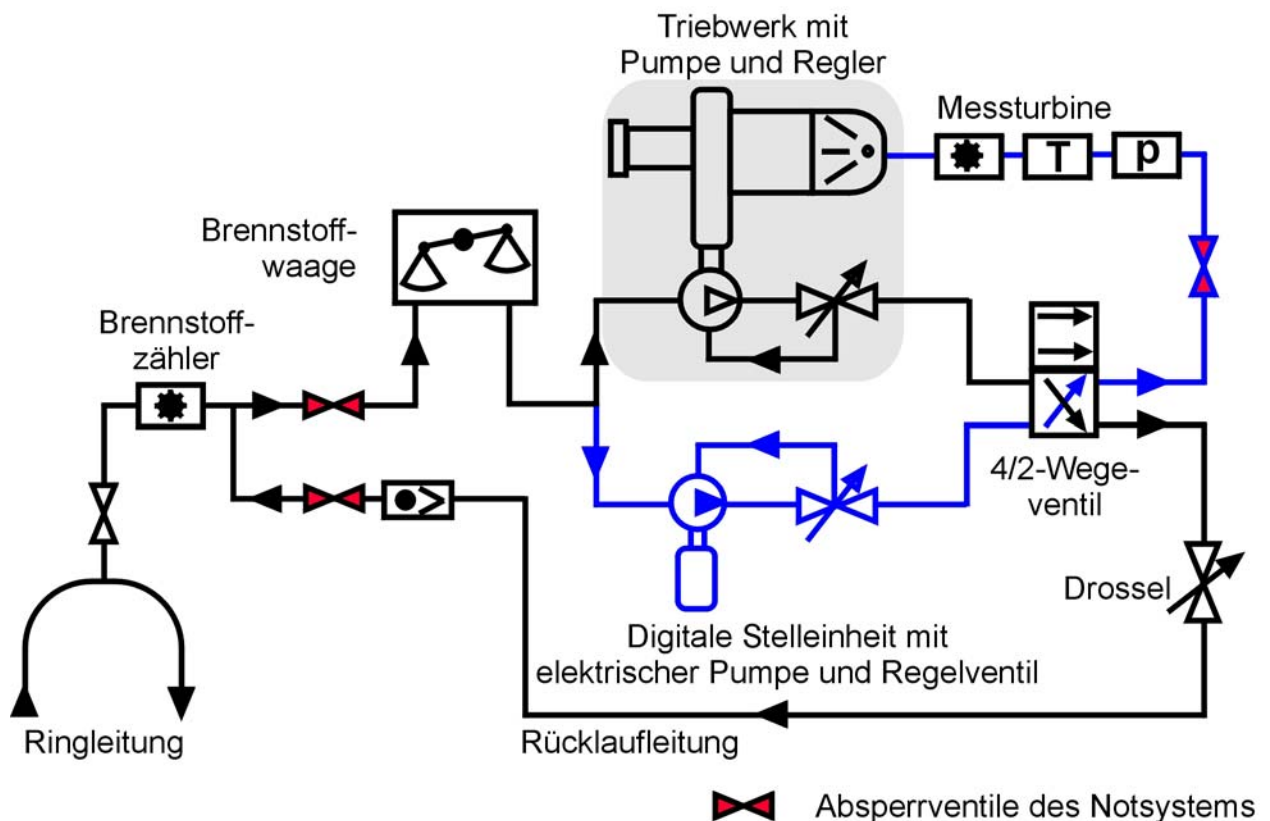 Triebwerk mit
Pumpe und Regler
Messturbine
T
p
Brennstoff-
waage
Brennstoff-
zähler
4/2-Wege-
ventil
Drossel
Digitale Stelleinheit mit
elektrischer Pumpe und Regelventil
Ringleitung
Rücklaufleitung
Absperrventile des Notsystems